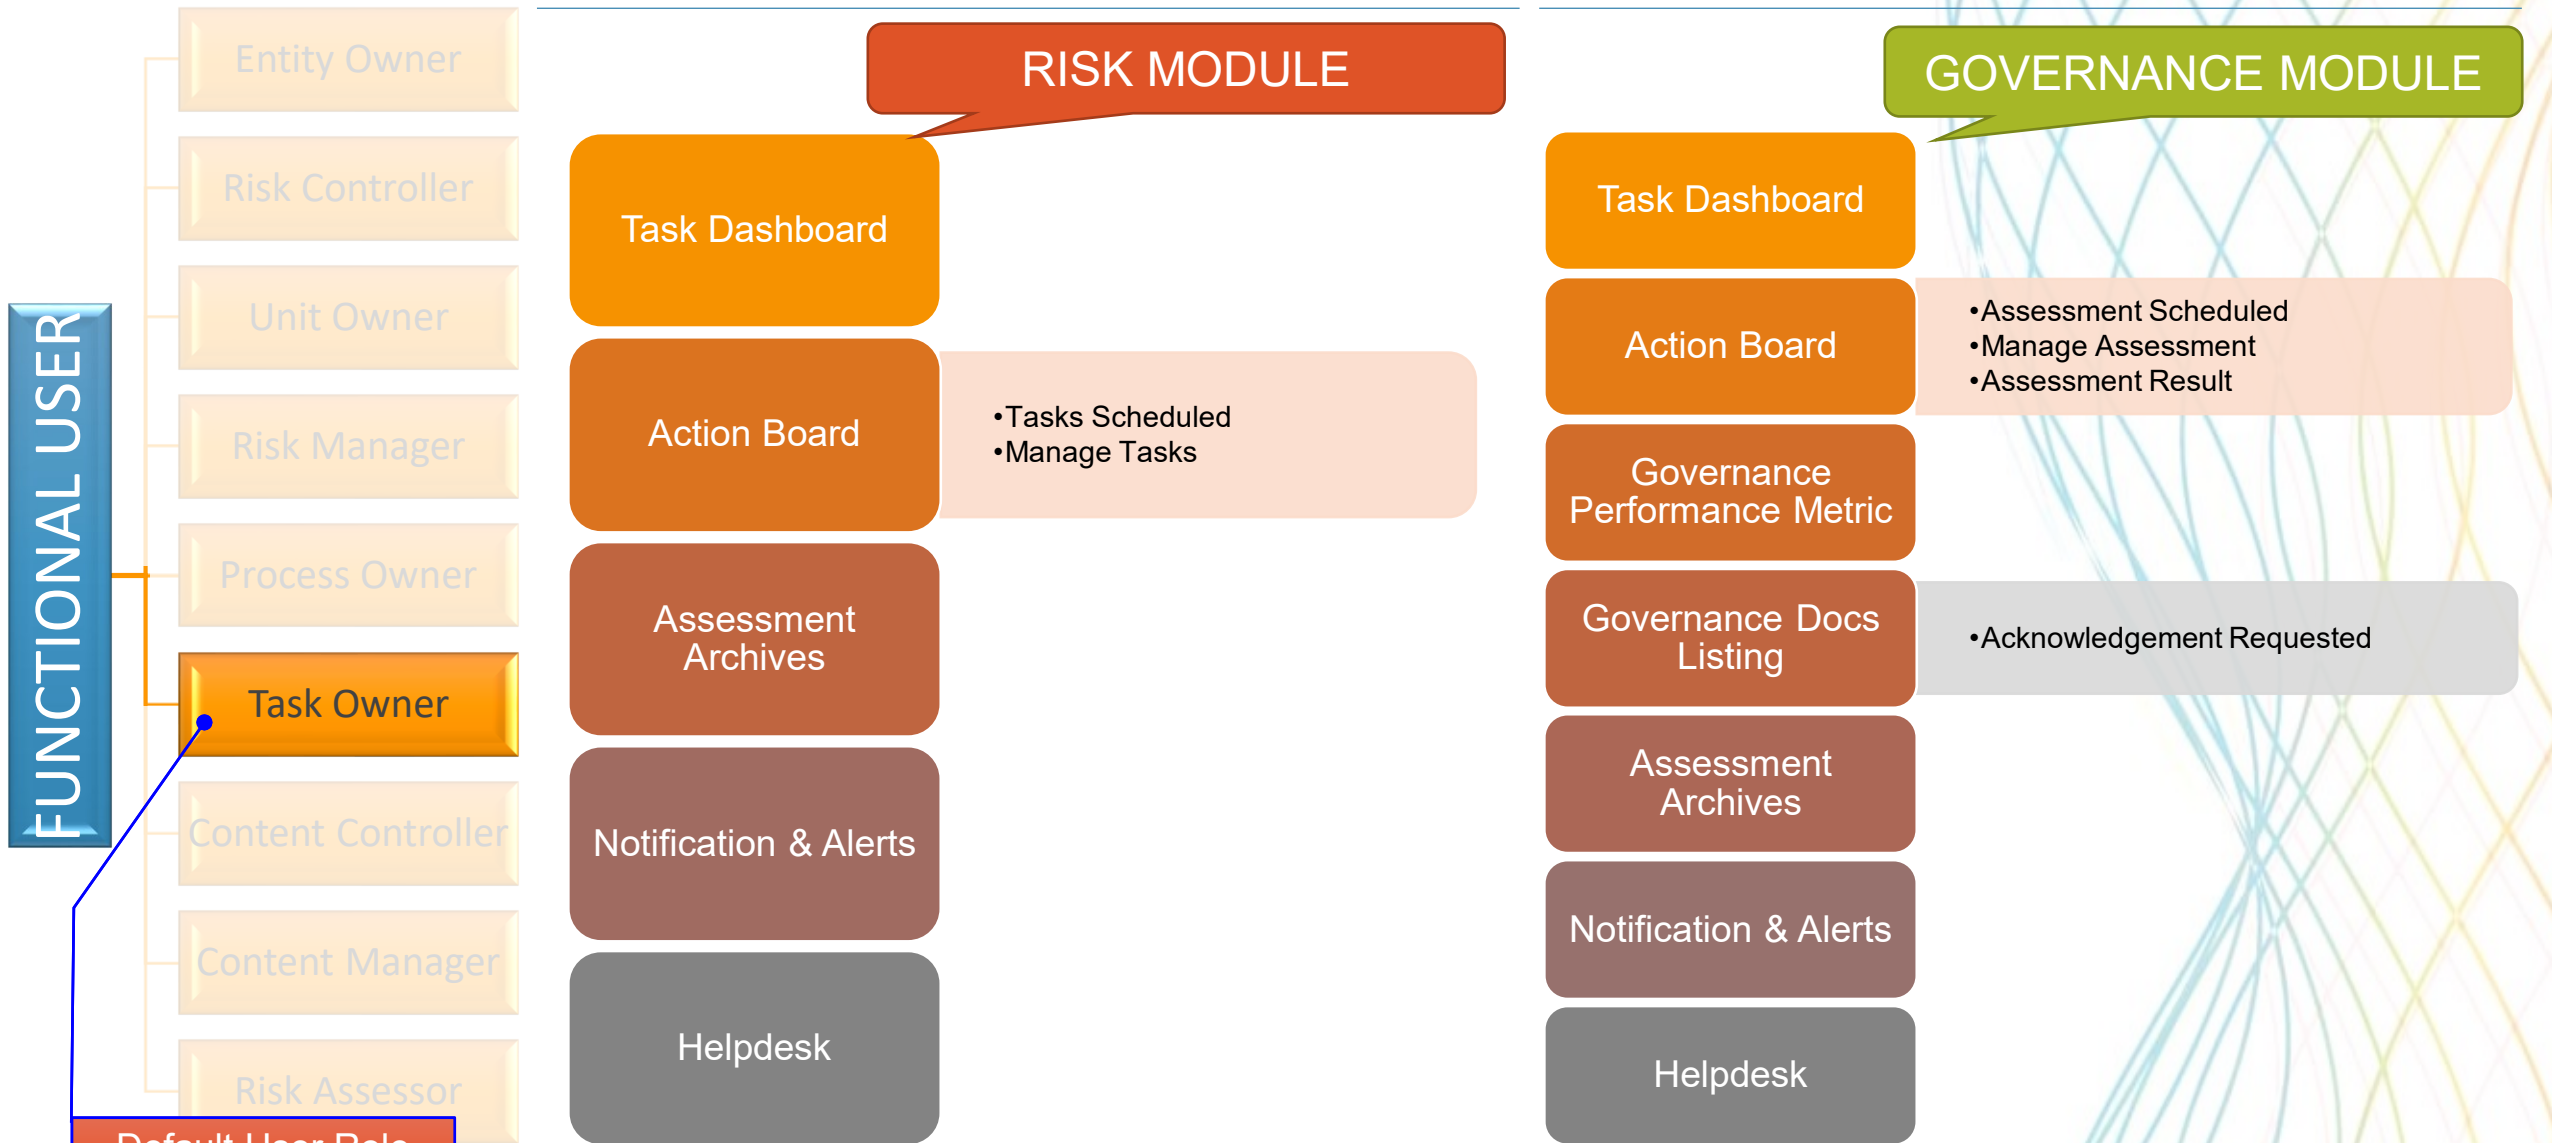 FUNCTIONAL USER
Entity Owner
Risk Controller
Unit Owner
Risk Manager
Process Owner
Task Owner
Content Controller
Content Manager
Risk Assessor
Default User Role
RISK MODULE
Task Dashboard
Action Board
•Tasks Scheduled
•Manage Tasks
Assessment
Archives
Notification & Alerts
Helpdesk
GOVERNANCE MODULE
Task Dashboard
Action Board
•Assessment Scheduled
•Manage Assessment
•Assessment Result
Governance
Performance Metric
Governance Docs
Listing
•Acknowledgement Requested
Assessment
Archives
Notification & Alerts
Helpdesk